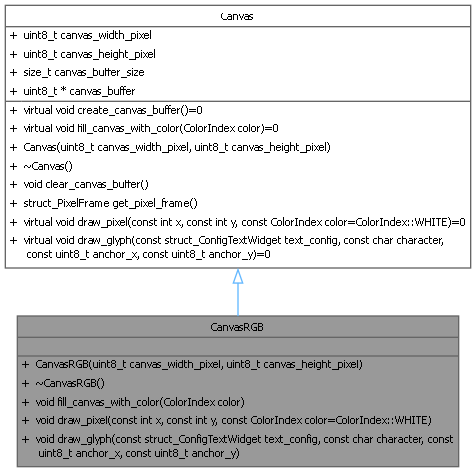 Canvas
+ uint8_t canvas_width_pixel
+ uint8_t canvas_height_pixel
+ size_t canvas_buffer_size
+ uint8_t * canvas_buffer
+ virtual void create_canvas_buffer()=0
+ virtual void fill_canvas_with_color(ColorIndex color)=0
+ Canvas(uint8_t canvas_width_pixel, uint8_t canvas_height_pixel)
+ ~Canvas()
+ void clear_canvas_buffer()
+ struct_PixelFrame get_pixel_frame()
+ virtual void draw_pixel(const int x, const int y, const ColorIndex color=ColorIndex::WHITE)=0
+ virtual void draw_glyph(const struct_ConfigTextWidget text_config, const char character,
const uint8_t anchor_x, const uint8_t anchor_y)=0
CanvasRGB
+ CanvasRGB(uint8_t canvas_width_pixel, uint8_t canvas_height_pixel)
+ ~CanvasRGB()
+ void fill_canvas_with_color(ColorIndex color)
+ void draw_pixel(const int x, const int y, const ColorIndex color=ColorIndex::WHITE)
+ void draw_glyph(const struct_ConfigTextWidget text_config, const char character, const
uint8_t anchor_x, const uint8_t anchor_y)